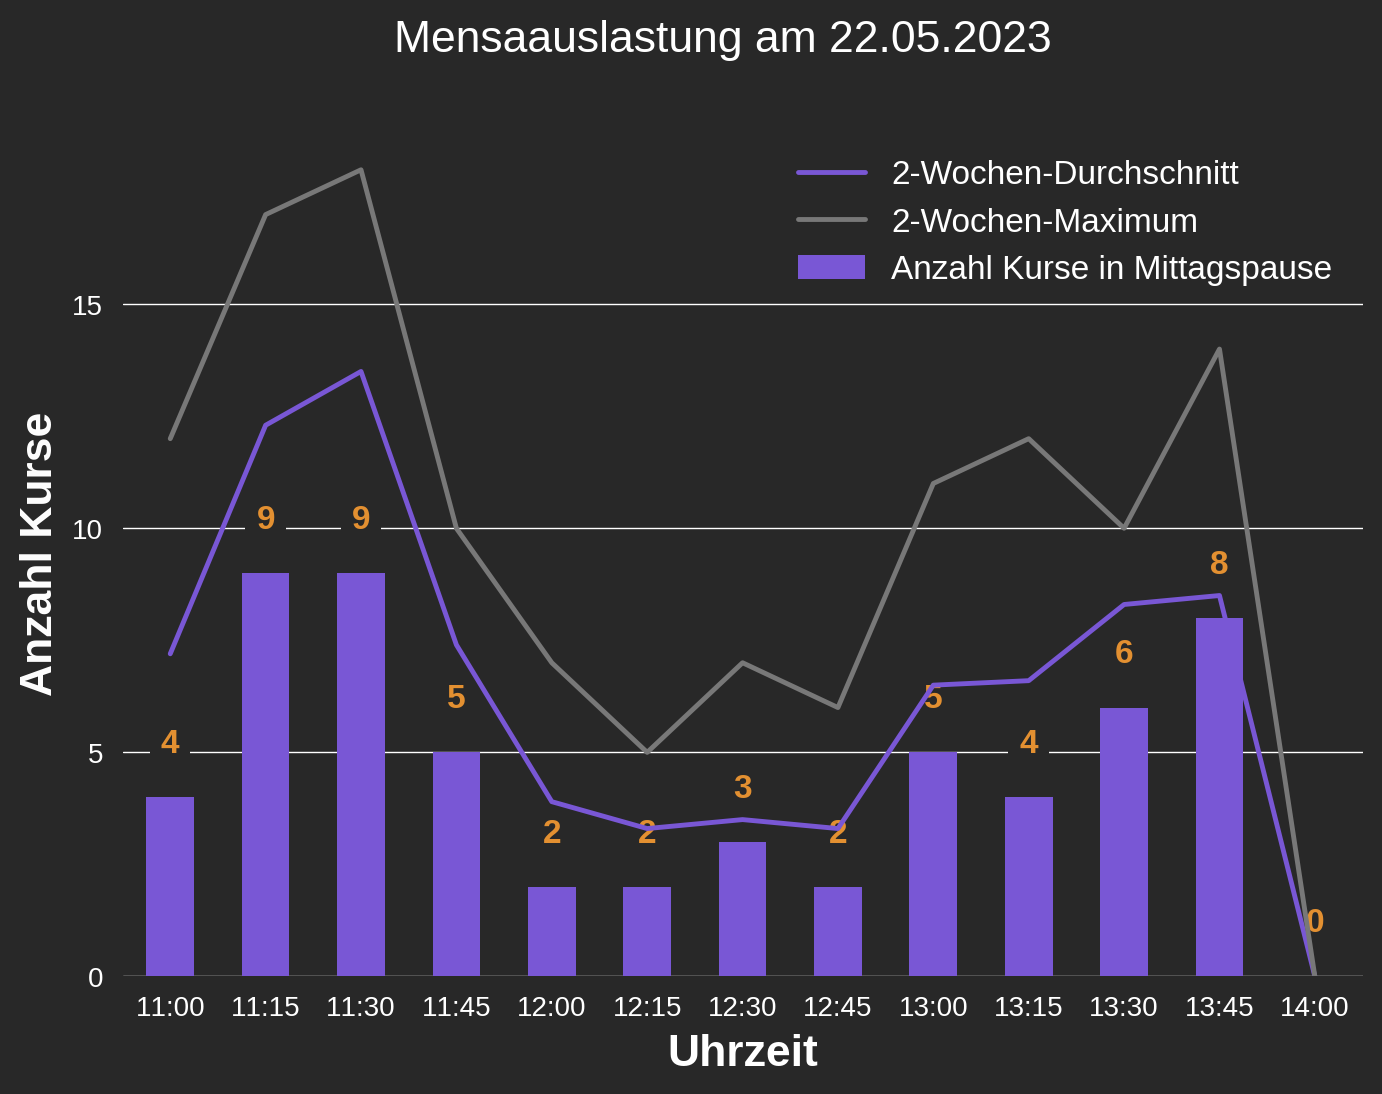 Mensaauslastung am 22.05.2023
2-Wochen-Durchschnitt
2-Wochen-Maximum
Anzahl Kurse in Mittagspause
Anzahl Kurse
15
10
5
0
4
9
9
5
2
2
3
2
5
4
6
8
0
11:00 11:15 11:30 11:45 12:00 12:15 12:30 12:45 13:00 13:15 13:30 13:45 14:00
Uhrzeit